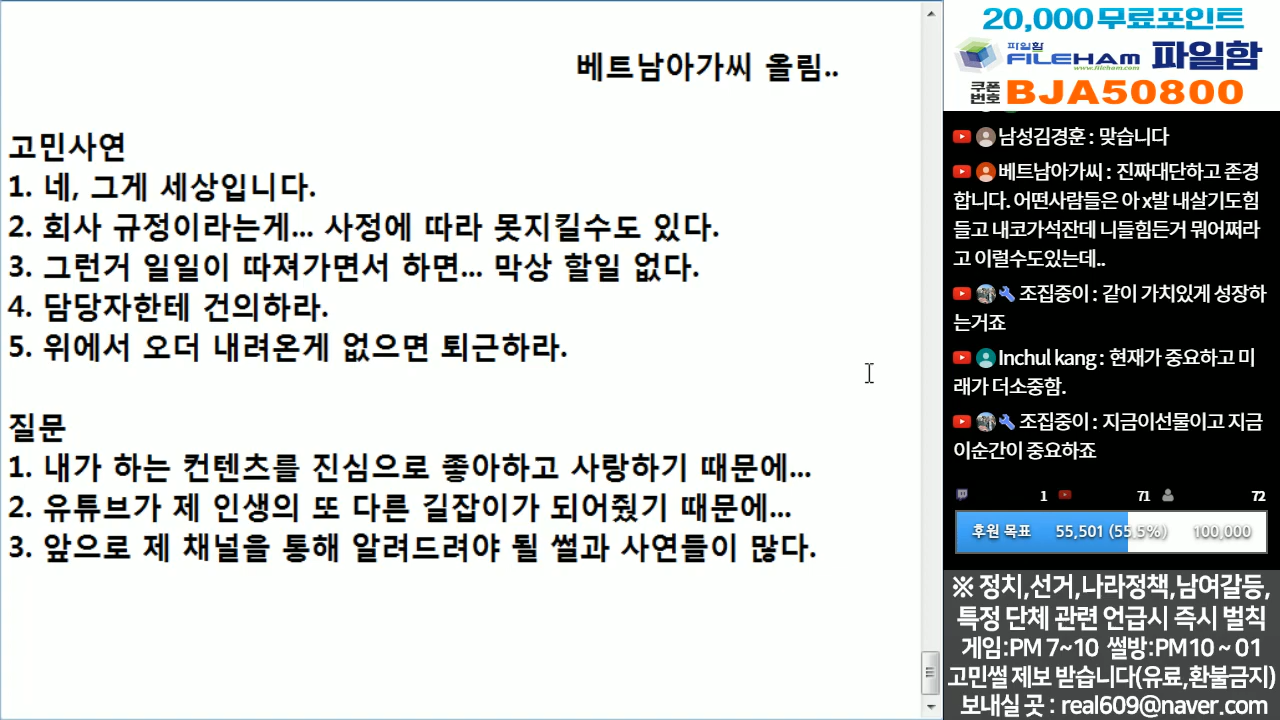 베트남아가씨 올림..
고민사연
1. 네, 그게 세상입니다.
2. 회사 규정이라는게... 사정에 따라 못지킬수도 있다.
3. 그런거 일일이 따져가면서 하면... 막상 할일 없다.
4. 담당자한테 건의하라.
5. 위에서 오더 내려온게 없으면 퇴근하라.
질문
1. 내가 하는 컨텐츠를 진심으로 좋아하고 사랑하기 때문에...
2. 유튜브가 제 인생의 또 다른 길잡이가 되어줬기 때문에...
3. 앞으로 제 채널을 통해 알려드려야 될 썰과 사연들이 많다.
20,000 무료포인트
파일함
FILEHAM 파일함
www.fileham.com
쿠폰
번호 BJA50800
남성김경훈 : 맞습니다
베트남아가씨 : 진짜대단하고 존경
합니다. 어떤사람들은 아 x발 내살기도힘
들고 내코가석잔데 니들힘든거 뭐어쩌라
고 이럴수도있는데..
조집중이 : 같이 가치있게 성장하
는거죠
Inchul kang : 현재가 중요하고 미
래가 더소중함.
조집중이 : 지금이선물이고 지금
이순간이 중요하죠
1 71 72
후원 목표 55,501 (55.5%) 100,000
※ 정치,선거,나라정책,남여갈등,
특정 단체 관련 언급시 즉시 벌칙
게임:PM 7~10 썰방:PM 10 ~ 01
고민썰 제보 받습니다(유료,환불금지)
보내실 곳 : real609@naver.com